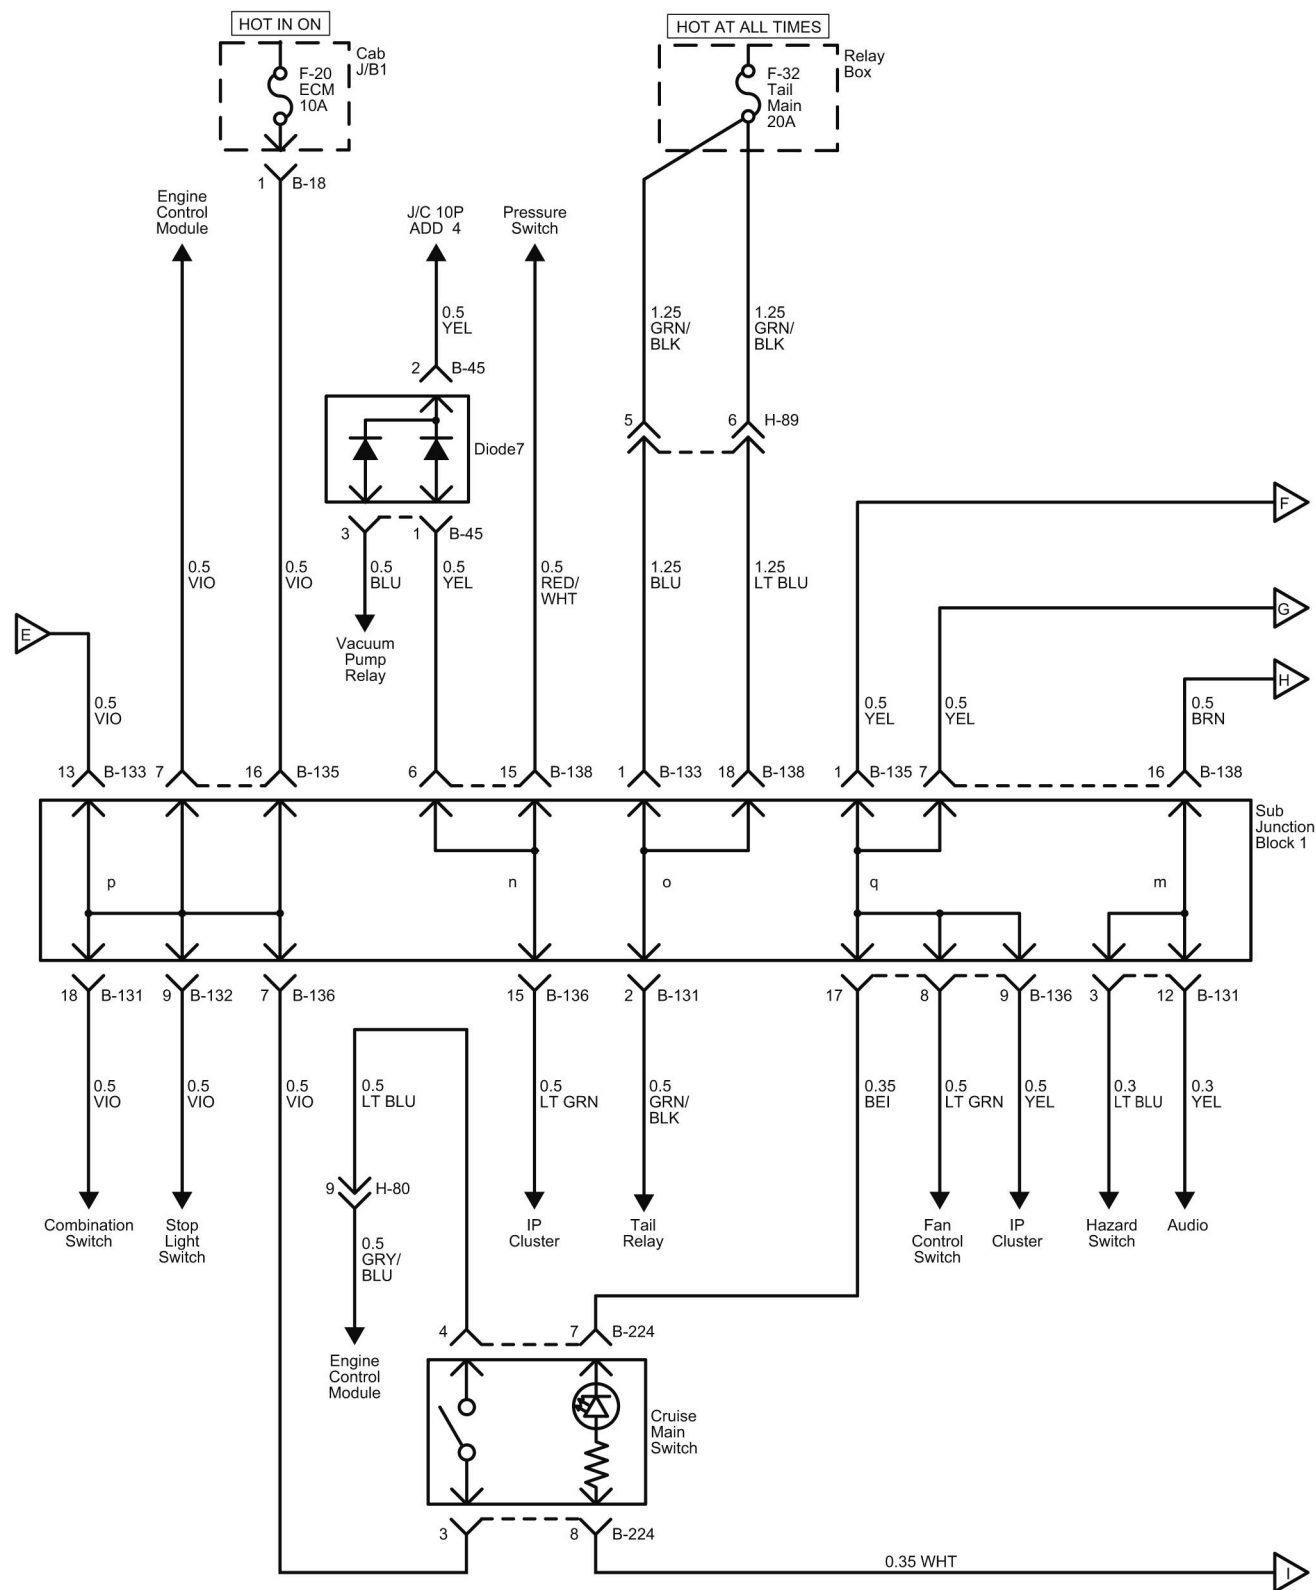 HOT IN ON
HOT AT ALL TIMES
Cab
J/B1
F-20
ECM
10A
Relay
Box
F-32
Tail
Main
20A
1
B-18
Engine
Control
Module
J/C 10P
ADD 4
Pressure
Switch
0.5
YEL
1.25
GRN/
BLK
1.25
GRN/
BLK
2
B-45
5
6
H-89
Diode7
F
3
1
B-45
0.5
VIO
0.5
VIO
0.5
BLU
0.5
YEL
0.5
RED/
WHT
1.25
BLU
1.25
LT BLU
G
E
Vacuum
Pump
Relay
H
0.5
VIO
0.5
YEL
0.5
YEL
0.5
BRN
13
B-133
7
16
B-135
6
15
B-138
1
B-133
18
B-138
1
B-135
7
16
B-138
Sub
Junction
Block 1
p
n
o
q
m
18
B-131
9
B-132
7
B-136
15
B-136
2
B-131
17
8
9
B-136
3
12
B-131
0.5
VIO
0.5
VIO
0.5
VIO
0.5
LT BLU
0.5
LT GRN
0.5
GRN/
BLK
0.35
BEI
0.5
LT GRN
0.5
YEL
0.3
LT BLU
0.3
YEL
9
H-80
Combination
Switch
Stop
Light
Switch
IP
Cluster
Tail
Relay
Fan
Control
Switch
IP
Cluster
Hazard
Switch
Audio
0.5
GRY/
BLU
Engine
Control
Module
4
7
B-224
Cruise
Main
Switch
3
8
B-224
0.35 WHT
I